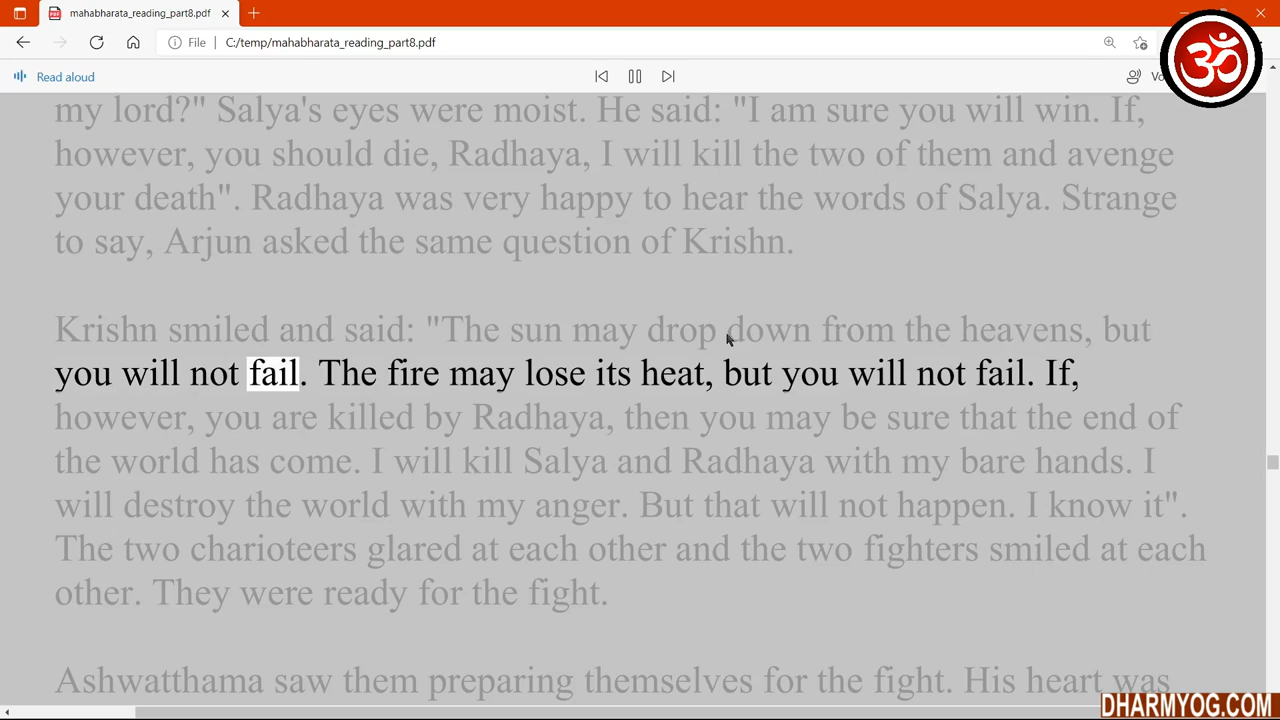 mahabharata_reading_part8.pdf
File C:/temp/mahabharata_reading_part8.pdf
Read aloud
my lord?" Salya's eyes were moist. He said: "I am sure you will win. If,
however, you should die, Radhaya, I will kill the two of them and avenge
your death". Radhaya was very happy to hear the words of Salya. Strange
to say, Arjun asked the same question of Krishn.
Krishn smiled and said: "The sun may drop down from the heavens, but
you will not fail. The fire may lose its heat, but you will not fail. If,
however, you are killed by Radhaya, then you may be sure that the end of
the world has come. I will kill Salya and Radhaya with my bare hands. I
will destroy the world with my anger. But that will not happen. I know it".
The two charioteers glared at each other and the two fighters smiled at each
other. They were ready for the fight.
Ashwatthama saw them preparing themselves for the fight. His heart was
DHARMYOG.COM